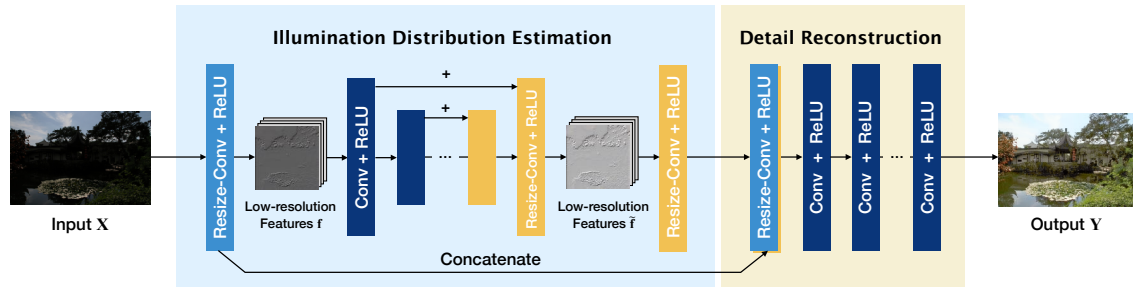 Illumination Distribution Estimation
Detail Reconstruction
Input X
Resize-Conv + ReLU
Low-resolution
Features f
Conv + ReLU
+
+
...
Resize-Conv + ReLU
Low-resolution
Features f̃
Resize-Conv + ReLU
Concatenate
Resize-Conv + ReLU
Conv + ReLU
Conv + ReLU
...
Conv + ReLU
Output Y